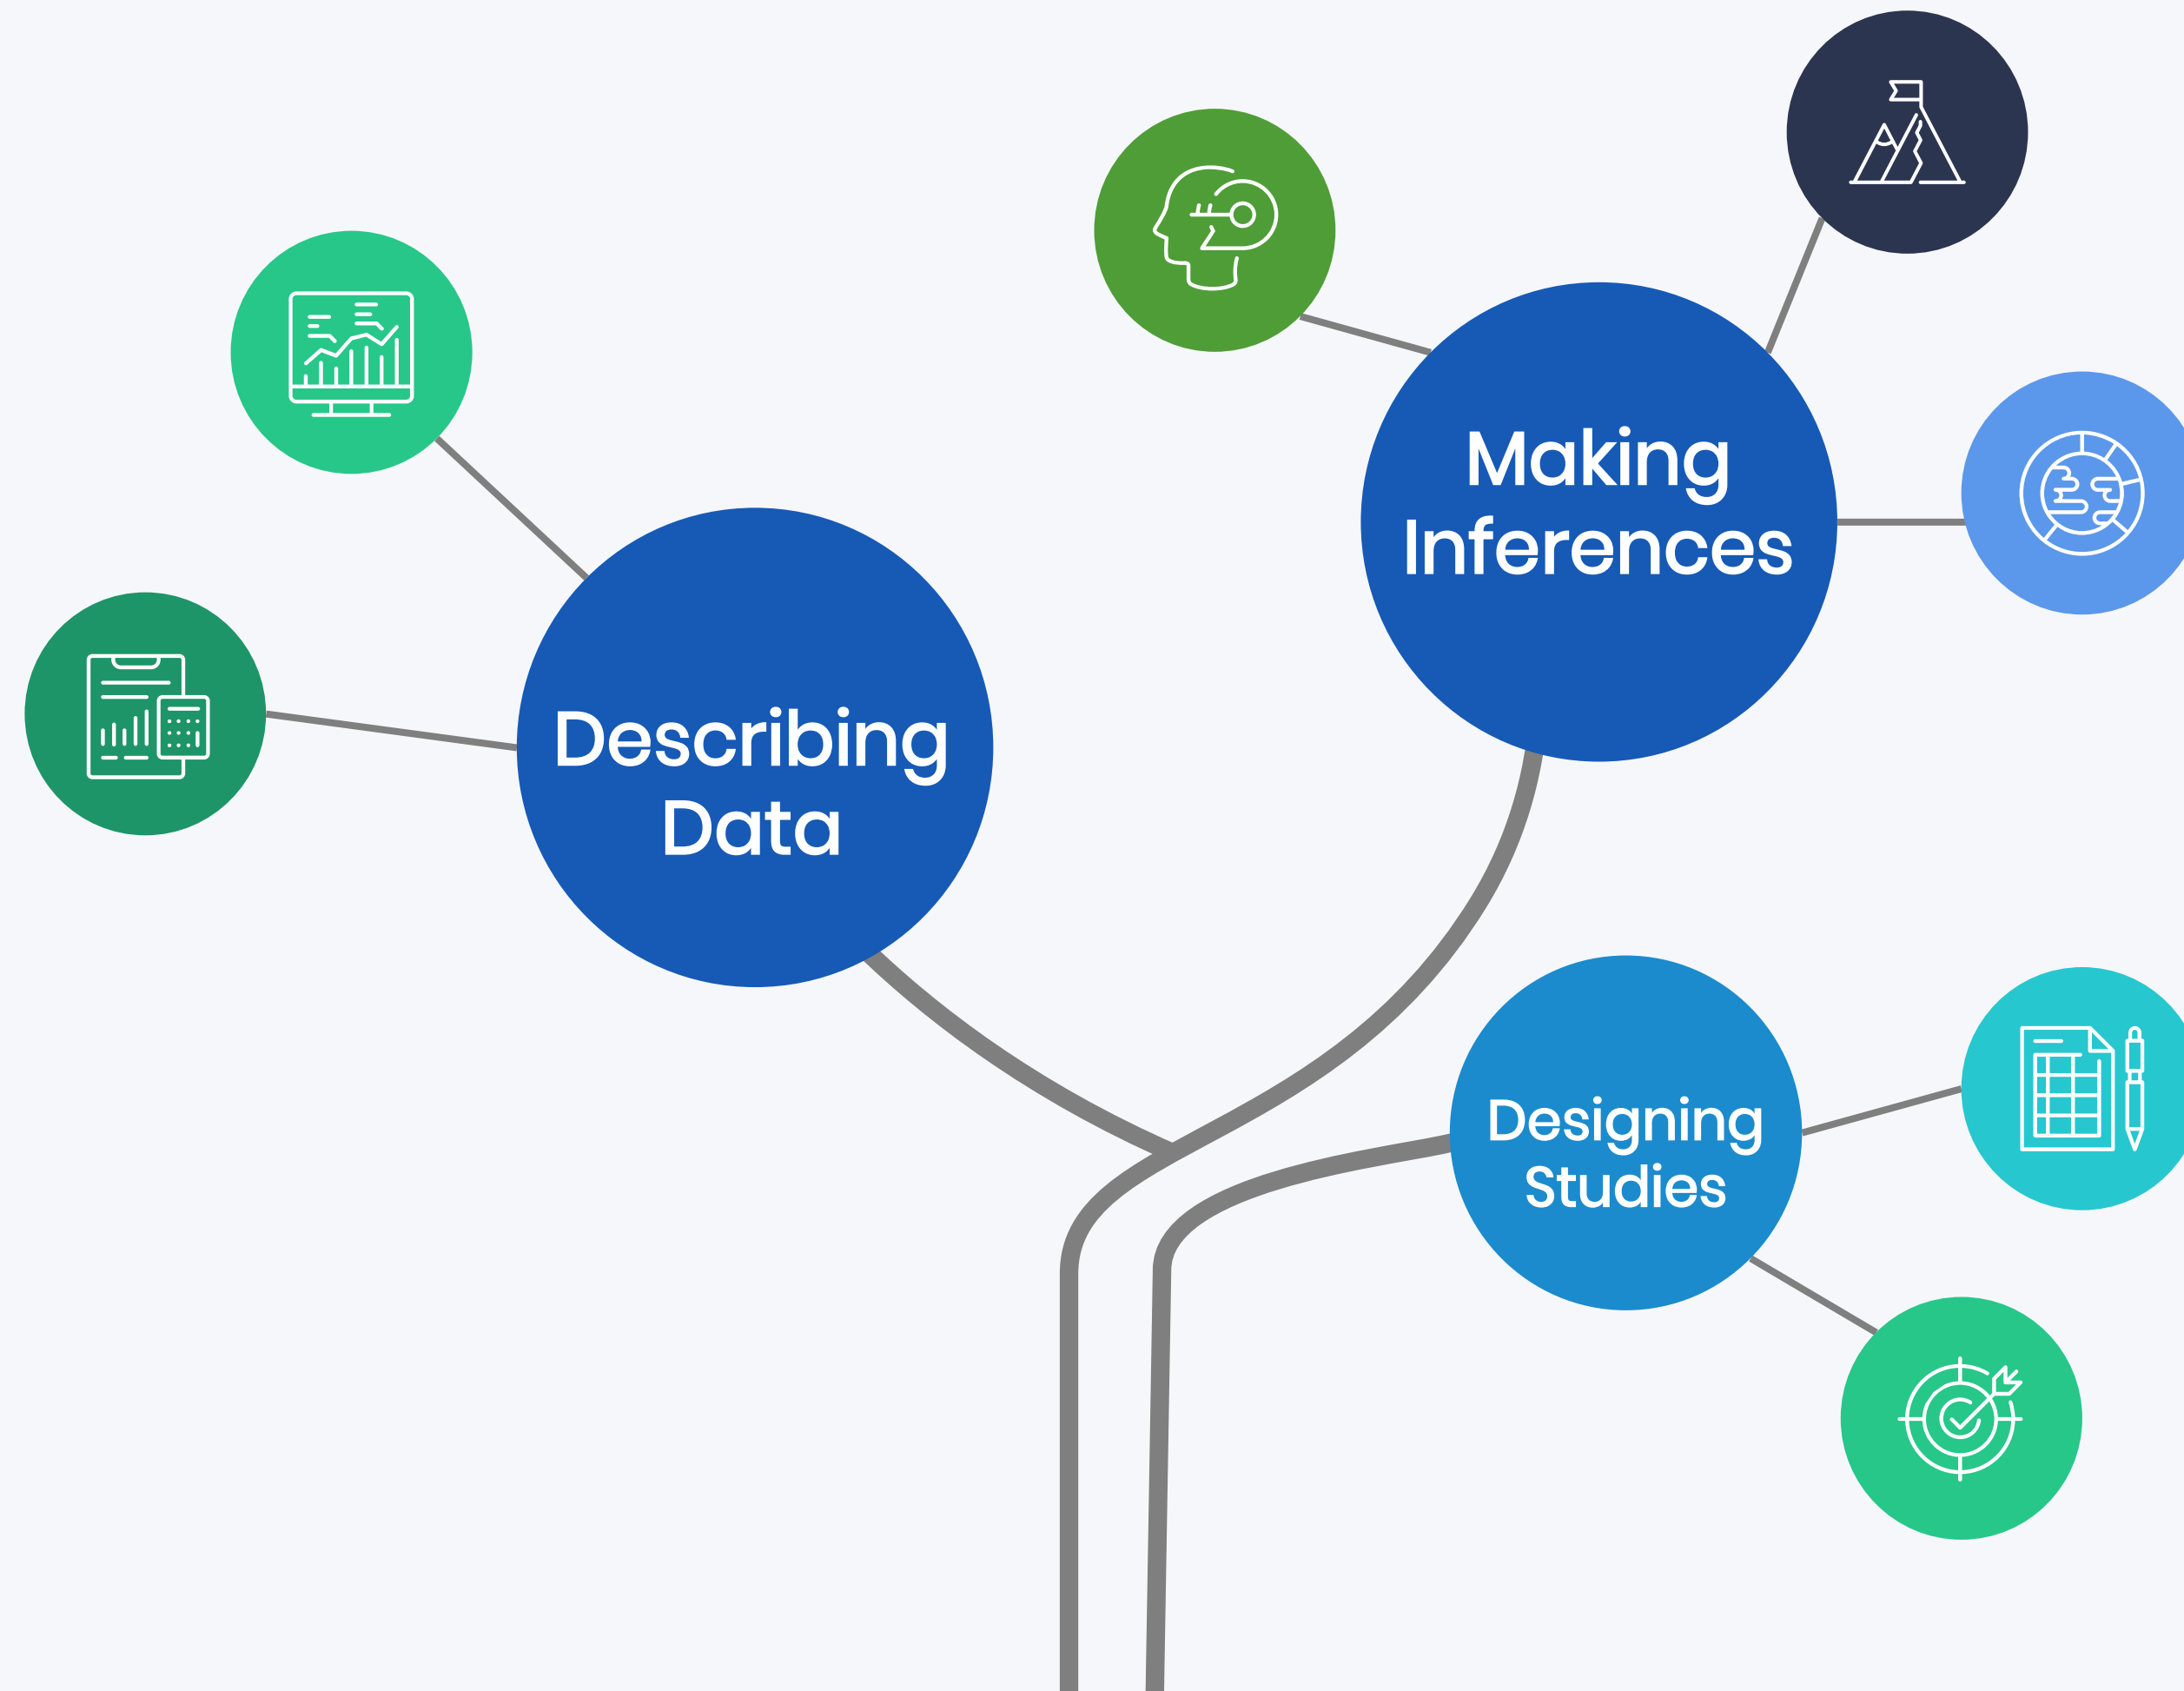 Making
Inferences
Describing
Data
Designing
Studies